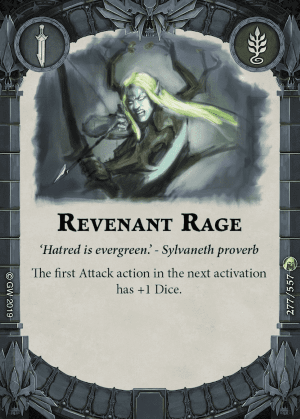 REVENANT RAGE
‘Hatred is evergreen.’ - Sylvaneth proverb
The first Attack action in the next activation
has +1 Dice.
© GW 2019
277/557